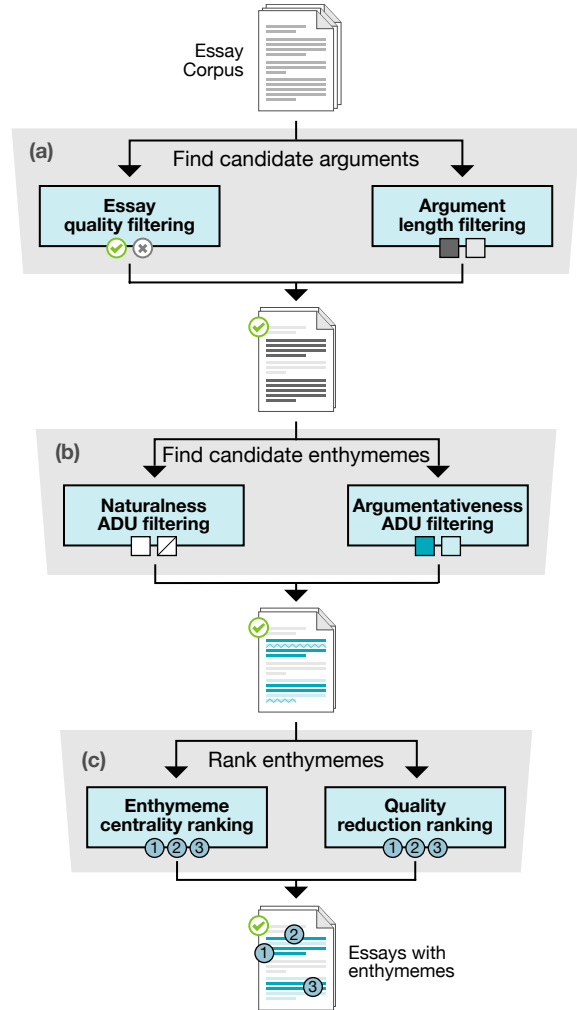 Essay
Corpus
(a)
Find candidate arguments
Essay
quality filtering
Argument
length filtering
(b)
Find candidate enthymemes
Naturalness
ADU filtering
Argumentativeness
ADU filtering
(c)
Rank enthymemes
Enthymeme
centrality ranking
1 2 3
Quality
reduction ranking
1 2 3
2
1
3
Essays with
enthymemes